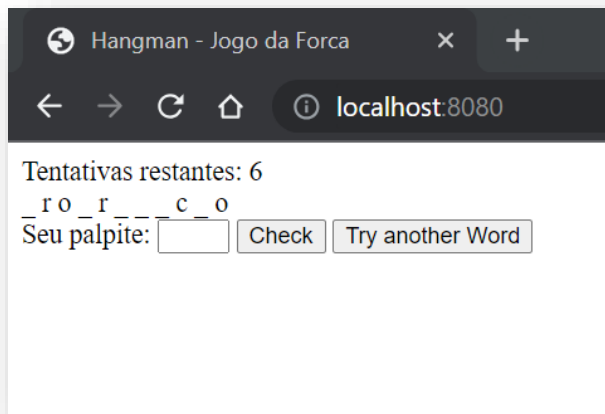 Hangman - Jogo da Forca
localhost:8080
Tentativas restantes: 6
_ r o _ r _ _ _ c _ o
Seu palpite: Check Try another Word